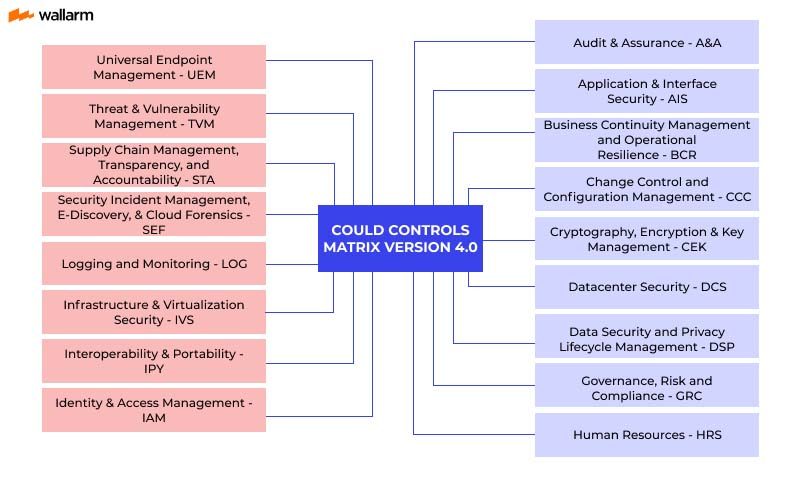 wallarm
Universal Endpoint
Management - UEM
Threat & Vulnerability
Management - TVM
Supply Chain Management,
Transparency, and
Accountability - STA
Security Incident Management,
E-Discovery, & Cloud Forensics -
SEF
Logging and Monitoring - LOG
Infrastructure & Virtualization
Security - IVS
Interoperability & Portability -
IPY
Identity & Access Management -
IAM
COULD CONTROLS
MATRIX VERSION 4.0
Audit & Assurance - A&A
Application & Interface
Security - AIS
Business Continuity Management
and Operational
Resilience - BCR
Change Control and
Configuration Management - CCC
Cryptography, Encryption & Key
Management - CEK
Datacenter Security - DCS
Data Security and Privacy
Lifecycle Management - DSP
Governance, Risk and
Compliance - GRC
Human Resources - HRS